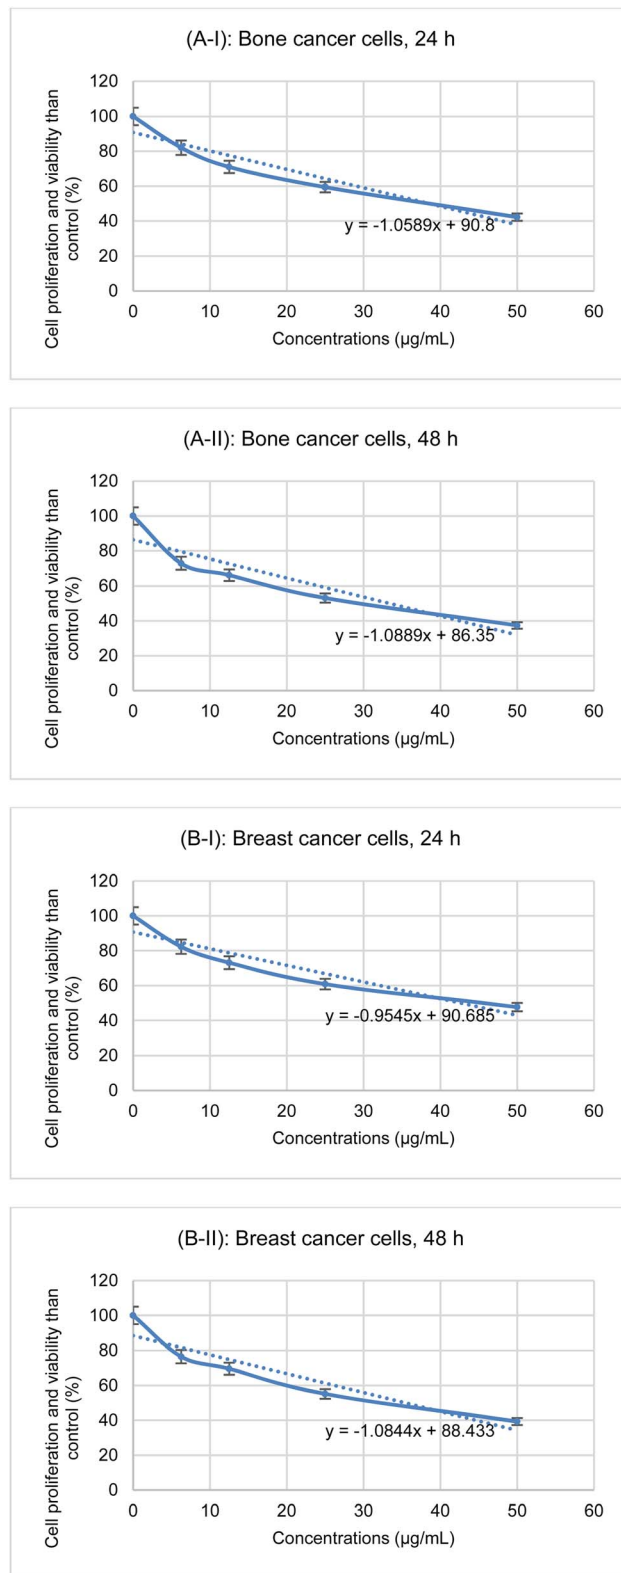 (A-I): Bone cancer cells, 24 h
Cell proliferation and viability than
control (%)
120
100
80
60
40
20
0
y = -1.0589x + 90.8
0 10 20 30 40 50 60
Concentrations (µg/mL)
(A-II): Bone cancer cells, 48 h
Cell proliferation and viability than
control (%)
120
100
80
60
40
20
0
y = -1.0889x + 86.35
0 10 20 30 40 50 60
Concentrations (µg/mL)
(B-I): Breast cancer cells, 24 h
Cell proliferation and viability than
control (%)
120
100
80
60
40
20
0
y = -0.9545x + 90.685
0 10 20 30 40 50 60
Concentrations (µg/mL)
(B-II): Breast cancer cells, 48 h
Cell proliferation and viability than
control (%)
120
100
80
60
40
20
0
y = -1.0844x + 88.433
0 10 20 30 40 50 60
Concentrations (µg/mL)